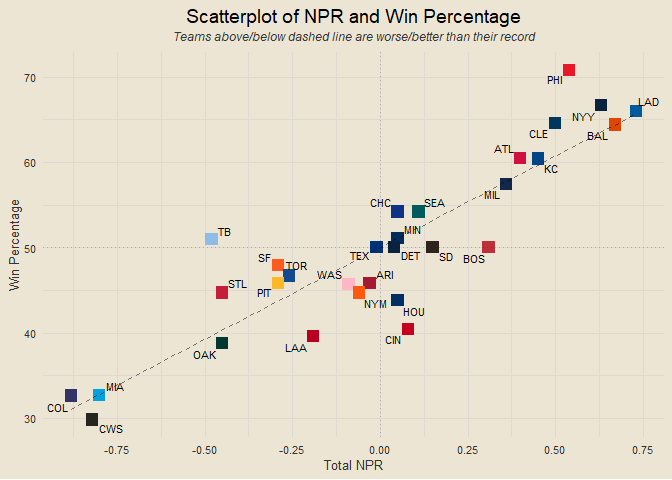 Scatterplot of NPR and Win Percentage
Teams above/below dashed line are worse/better than their record
PHI
LAD
NYY
BAL
CLE
ATL
KC
MIL
CHC
SEA
TB
MIN
TEX
DET
SD
BOS
SF
TOR
WAS
ARI
STL
PIT
NYM
HOU
CIN
OAK
LAA
MIA
COL
CWS
70
60
50
40
30
Win Percentage
-0.75
-0.50
-0.25
0.00
0.25
0.50
0.75
Total NPR